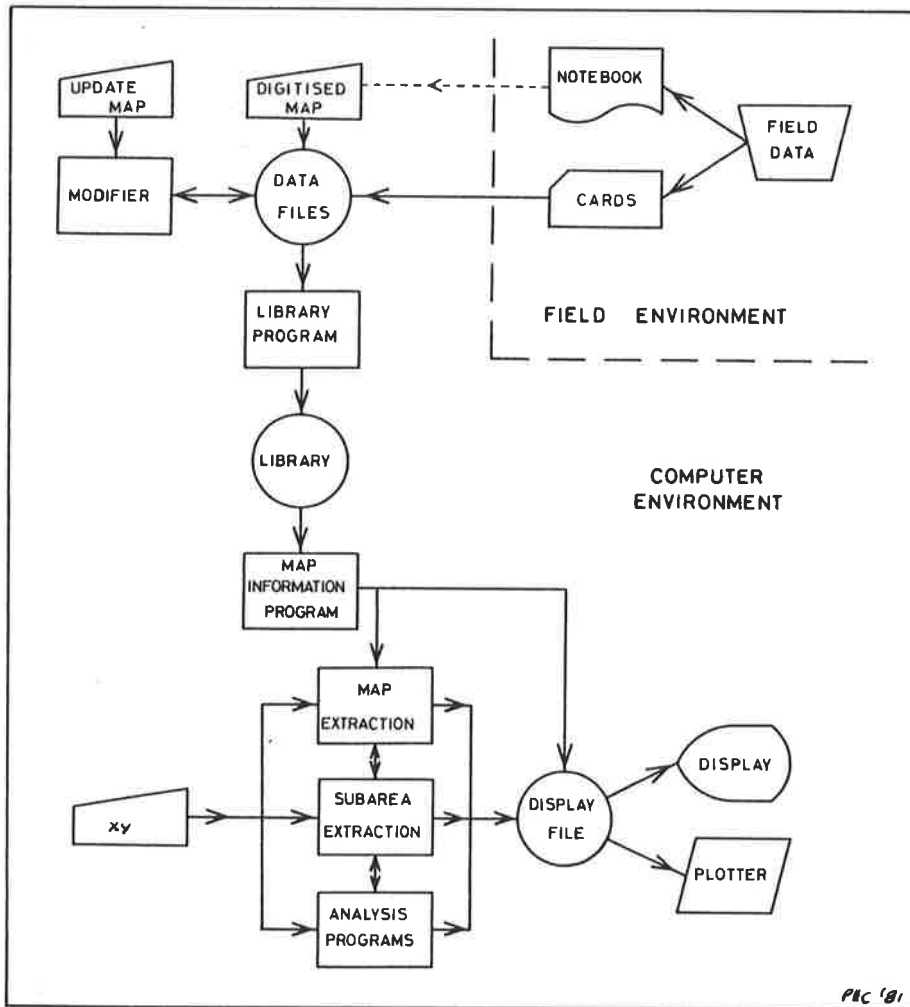 UPDATE
MAP
DIGITISED
MAP
NOTEBOOK
FIELD
DATA
MODIFIER
DATA
FILES
CARDS
LIBRARY
PROGRAM
FIELD ENVIRONMENT
LIBRARY
COMPUTER
ENVIRONMENT
MAP
INFORMATION
PROGRAM
MAP
EXTRACTION
SUBAREA
EXTRACTION
ANALYSIS
PROGRAMS
xy
DISPLAY
FILE
DISPLAY
PLOTTER
'81